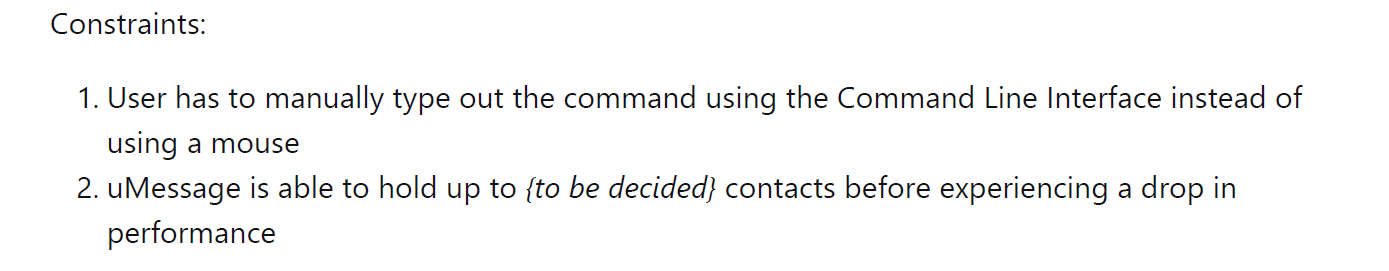 Constraints:
1. User has to manually type out the command using the Command Line Interface instead of
using a mouse
2. uMessage is able to hold up to {to be decided} contacts before experiencing a drop in
performance